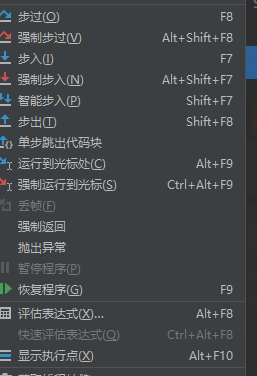 步过(O) F8
强制步过(V) Alt+Shift+F8
步入(I) F7
强制步入(N) Alt+Shift+F7
智能步入(P) Shift+F7
步出(T) Shift+F8
单步跳出代码块
运行到光标处(C) Alt+F9
强制运行到光标(S) Ctrl+Alt+F9
丢帧(F)
强制返回
抛出异常
暂停程序(P)
恢复程序(G) F9
评估表达式(X)... Alt+F8
快速评估表达式(Q) Ctrl+Alt+F8
显示执行点(X) Alt+F10